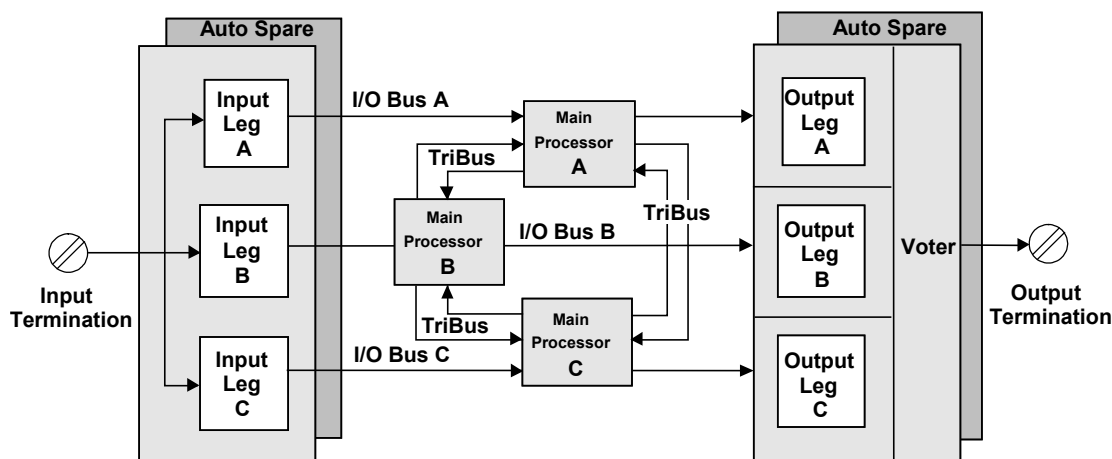 Auto Spare
Auto Spare
Input
Leg
A
I/O Bus A
Main
Processor
A
Output
Leg
A
TriBus
TriBus
Input
Leg
B
Main
Processor
B
I/O Bus B
Output
Leg
B
Voter
Input
Termination
Output
Termination
TriBus
Main
Processor
C
I/O Bus C
Input
Leg
C
Output
Leg
C